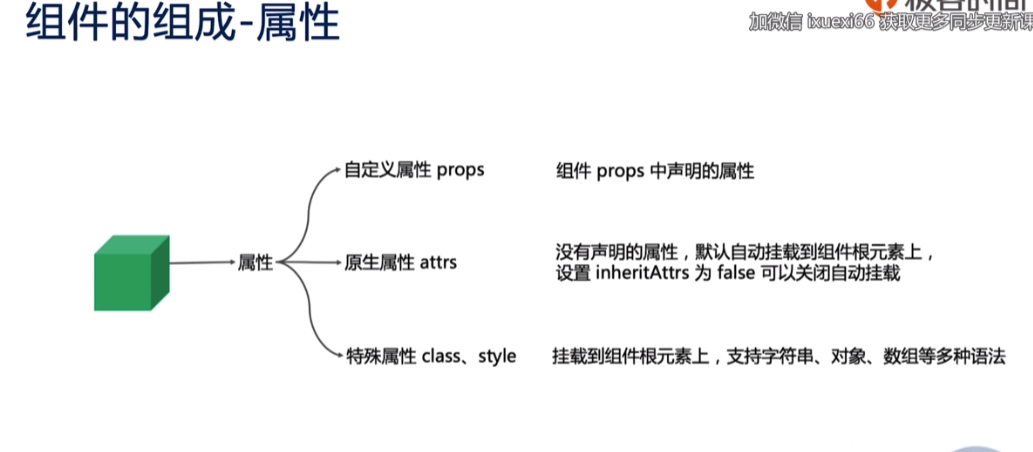 组件的组成-属性
极客时间
加微信 ixuexi66 获取更多同步更新课
自定义属性 props
组件 props 中声明的属性
属性
原生属性 attrs
没有声明的属性，默认自动挂载到组件根元素上，
设置 inheritAttrs 为 false 可以关闭自动挂载
特殊属性 class、style
挂载到组件根元素上，支持字符串、对象、数组等多种语法